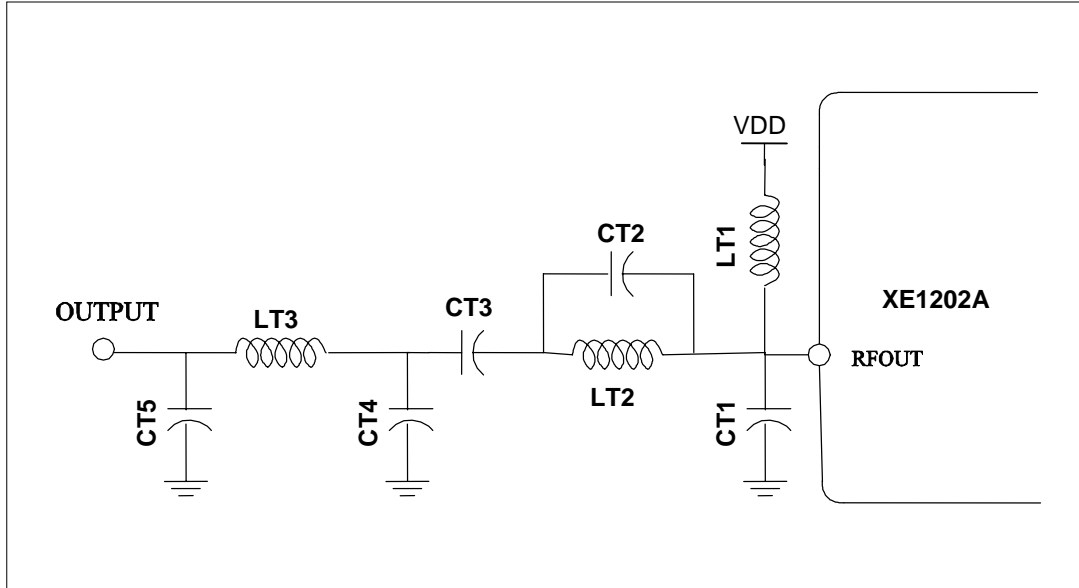 VDD
LT1
CT2
XE1202A
CT3
OUTPUT
LT3
RFOUT
LT2
CT5
CT4
CT1